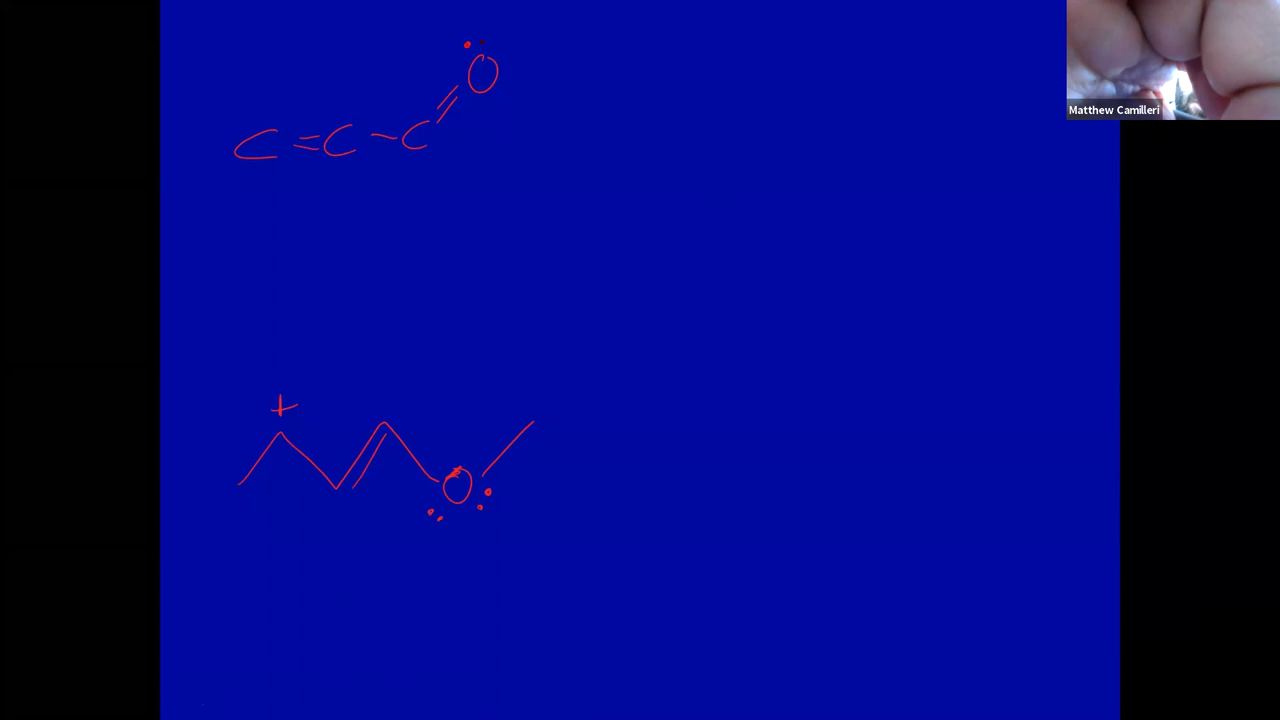 C = C - C = O
Matthew Camilleri
+
O